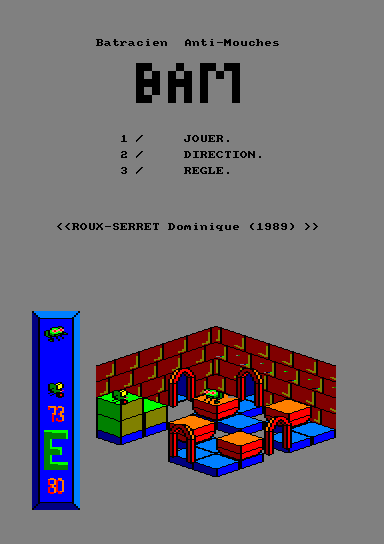 Batracien Anti-Mouches
BAM
1 / JOUER.
2 / DIRECTION.
3 / REGLE.
<<ROUX-SERRET Dominique (1989) >>
73
E
80